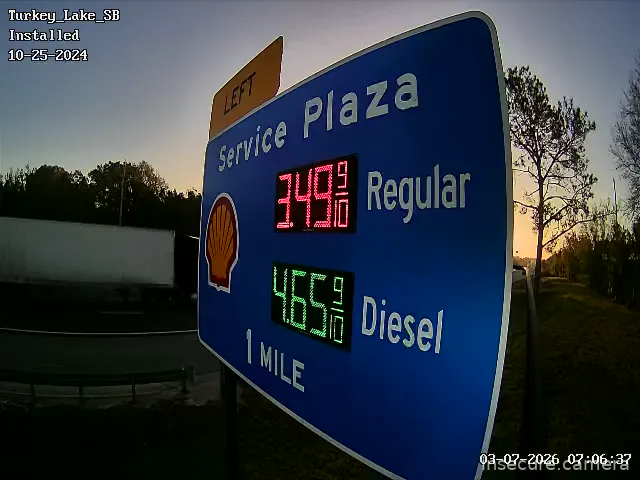 Turkey_Lake_SB
Installed
10-25-2024
LEFT
Service Plaza
3.49 9/10 Regular
4.65 9/10 Diesel
1 MILE
03-07-2026 07:06:37
insecure.camera